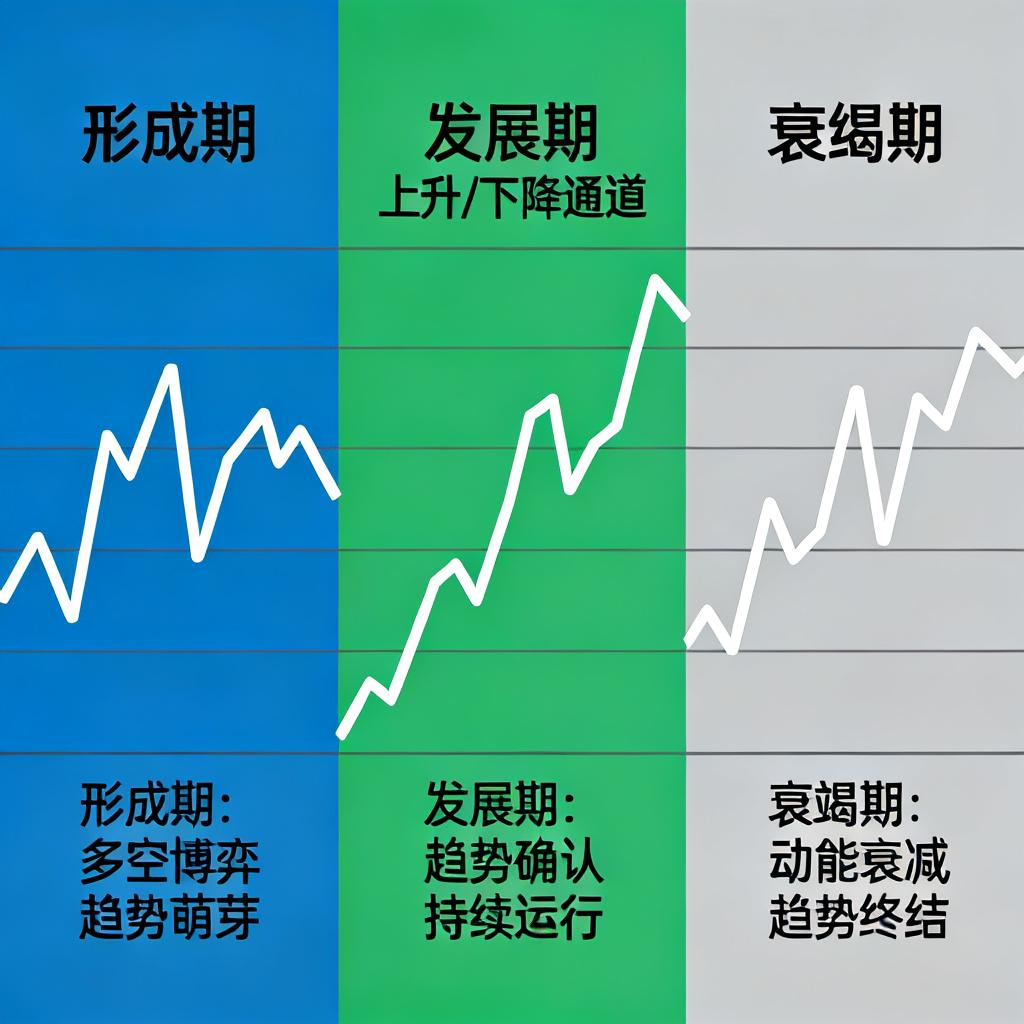 形成期
发展期
上升/下降通道
衰竭期
形成期：
多空博弈
趋势萌芽
发展期：
趋势确认
持续运行
衰竭期：
动能衰减
趋势终结